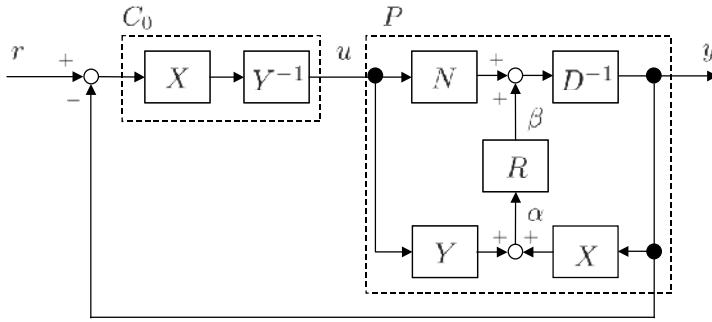 C₀ P
r + − X Y⁻¹ u N + + D⁻¹ y
β
R
α
Y + + X